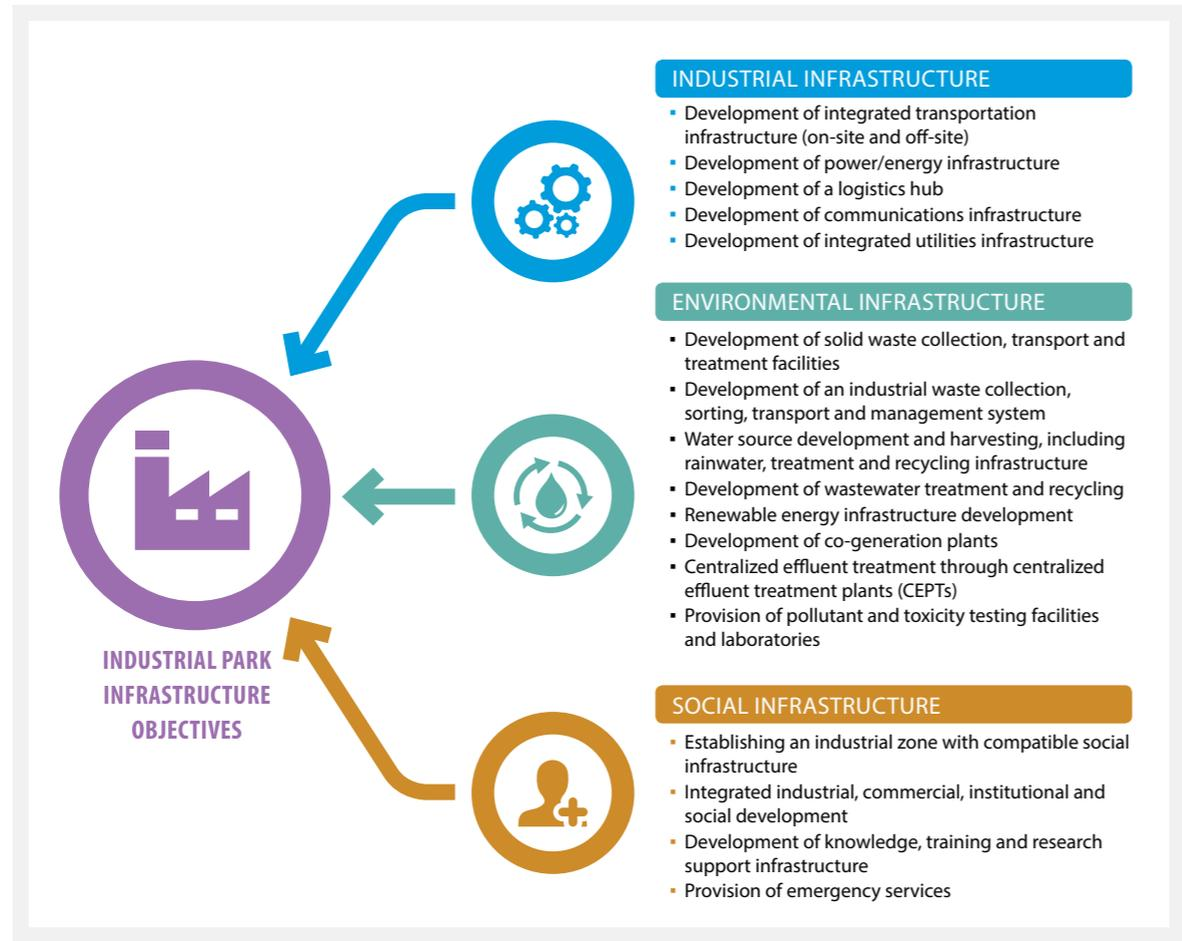 INDUSTRIAL INFRASTRUCTURE
▪ Development of integrated transportation
infrastructure (on-site and off-site)
▪ Development of power/energy infrastructure
▪ Development of a logistics hub
▪ Development of communications infrastructure
▪ Development of integrated utilities infrastructure
ENVIRONMENTAL INFRASTRUCTURE
▪ Development of solid waste collection, transport and
treatment facilities
▪ Development of an industrial waste collection,
sorting, transport and management system
▪ Water source development and harvesting, including
rainwater, treatment and recycling infrastructure
▪ Development of wastewater treatment and recycling
▪ Renewable energy infrastructure development
▪ Development of co-generation plants
▪ Centralized effluent treatment through centralized
effluent treatment plants (CEPTs)
▪ Provision of pollutant and toxicity testing facilities
and laboratories
INDUSTRIAL PARK
INFRASTRUCTURE
OBJECTIVES
SOCIAL INFRASTRUCTURE
▪ Establishing an industrial zone with compatible social
infrastructure
▪ Integrated industrial, commercial, institutional and
social development
▪ Development of knowledge, training and research
support infrastructure
▪ Provision of emergency services